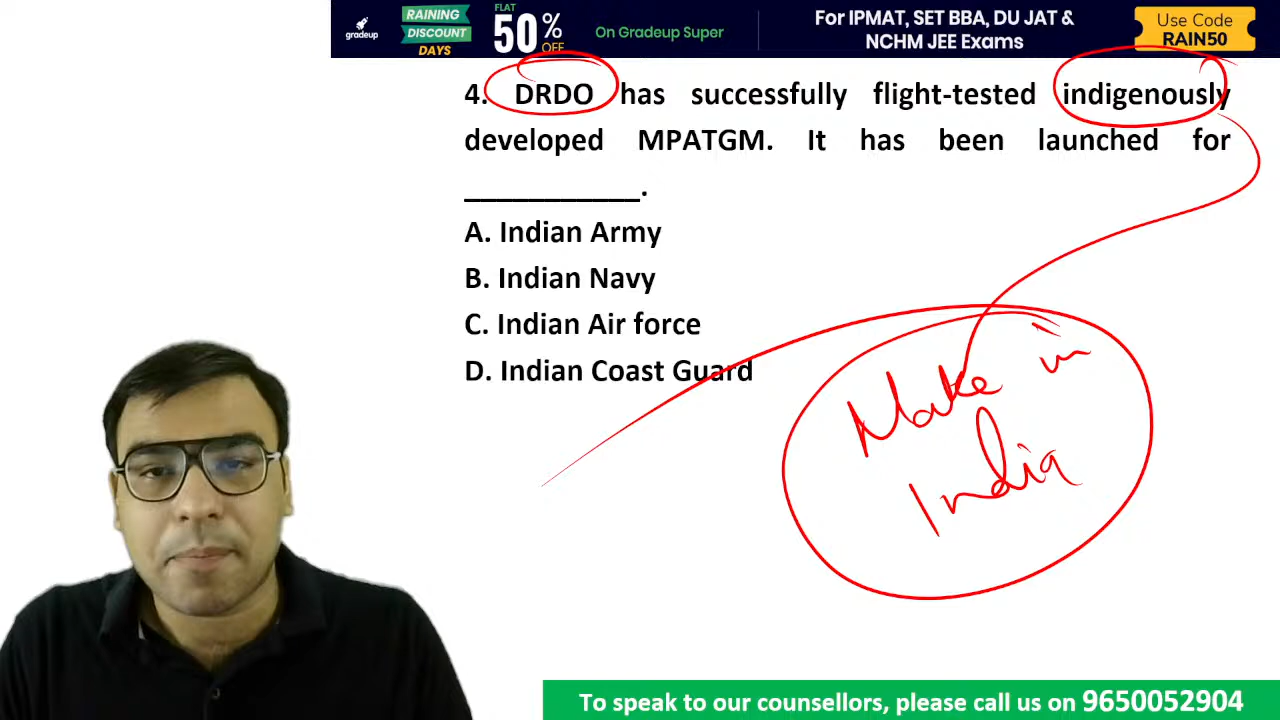 gradeup
RAINING
DISCOUNT
DAYS
FLAT
50% OFF
On Gradeup Super
For IPMAT, SET BBA, DU JAT &
NCHM JEE Exams
Use Code
RAIN50
4. DRDO has successfully flight-tested indigenously
developed MPATGM. It has been launched for
___________.
A. Indian Army
B. Indian Navy
C. Indian Air force
D. Indian Coast Guard
Make in
India
To speak to our counsellors, please call us on 9650052904